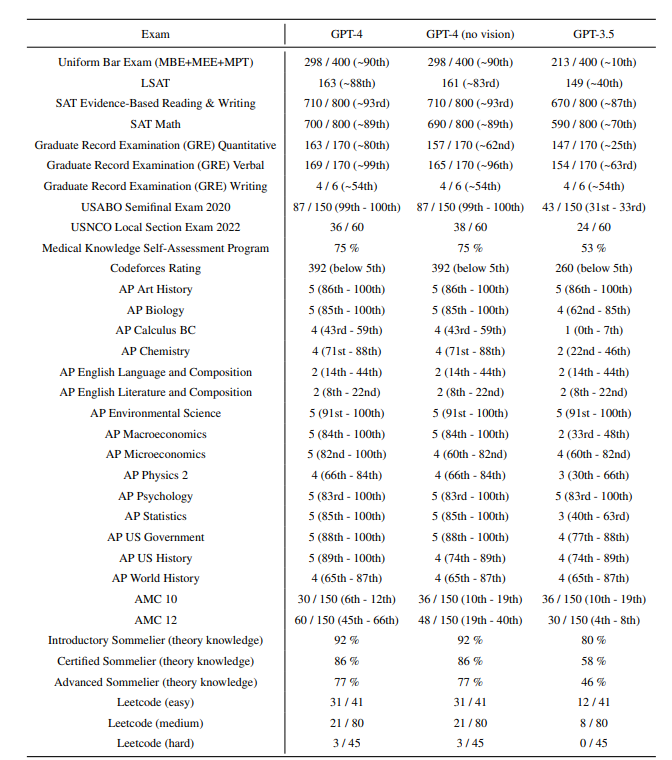 Exam GPT-4 GPT-4 (no vision) GPT-3.5
Uniform Bar Exam (MBE+MEE+MPT) 298 / 400 (~90th) 298 / 400 (~90th) 213 / 400 (~10th)
LSAT 163 (~88th) 161 (~83rd) 149 (~40th)
SAT Evidence-Based Reading & Writing 710 / 800 (~93rd) 710 / 800 (~93rd) 670 / 800 (~87th)
SAT Math 700 / 800 (~89th) 690 / 800 (~89th) 590 / 800 (~70th)
Graduate Record Examination (GRE) Quantitative 163 / 170 (~80th) 157 / 170 (~62nd) 147 / 170 (~25th)
Graduate Record Examination (GRE) Verbal 169 / 170 (~99th) 165 / 170 (~96th) 154 / 170 (~63rd)
Graduate Record Examination (GRE) Writing 4 / 6 (~54th) 4 / 6 (~54th) 4 / 6 (~54th)
USABO Semifinal Exam 2020 87 / 150 (99th - 100th) 87 / 150 (99th - 100th) 43 / 150 (31st - 33rd)
USNCO Local Section Exam 2022 36 / 60 38 / 60 24 / 60
Medical Knowledge Self-Assessment Program 75 % 75 % 53 %
Codeforces Rating 392 (below 5th) 392 (below 5th) 260 (below 5th)
AP Art History 5 (86th - 100th) 5 (86th - 100th) 5 (86th - 100th)
AP Biology 5 (85th - 100th) 5 (85th - 100th) 4 (62nd - 85th)
AP Calculus BC 4 (43rd - 59th) 4 (43rd - 59th) 1 (0th - 7th)
AP Chemistry 4 (71st - 88th) 4 (71st - 88th) 2 (22nd - 46th)
AP English Language and Composition 2 (14th - 44th) 2 (14th - 44th) 2 (14th - 44th)
AP English Literature and Composition 2 (8th - 22nd) 2 (8th - 22nd) 2 (8th - 22nd)
AP Environmental Science 5 (91st - 100th) 5 (91st - 100th) 5 (91st - 100th)
AP Macroeconomics 5 (84th - 100th) 5 (84th - 100th) 2 (33rd - 48th)
AP Microeconomics 5 (82nd - 100th) 4 (60th - 82nd) 4 (60th - 82nd)
AP Physics 2 4 (66th - 84th) 4 (66th - 84th) 3 (30th - 66th)
AP Psychology 5 (83rd - 100th) 5 (83rd - 100th) 5 (83rd - 100th)
AP Statistics 5 (85th - 100th) 5 (85th - 100th) 3 (40th - 63rd)
AP US Government 5 (88th - 100th) 5 (88th - 100th) 4 (77th - 88th)
AP US History 5 (89th - 100th) 4 (74th - 89th) 4 (74th - 89th)
AP World History 4 (65th - 87th) 4 (65th - 87th) 4 (65th - 87th)
AMC 10 30 / 150 (6th - 12th) 36 / 150 (10th - 19th) 36 / 150 (10th - 19th)
AMC 12 60 / 150 (45th - 66th) 48 / 150 (19th - 40th) 30 / 150 (4th - 8th)
Introductory Sommelier (theory knowledge) 92 % 92 % 80 %
Certified Sommelier (theory knowledge) 86 % 86 % 58 %
Advanced Sommelier (theory knowledge) 77 % 77 % 46 %
Leetcode (easy) 31 / 41 31 / 41 12 / 41
Leetcode (medium) 21 / 80 21 / 80 8 / 80
Leetcode (hard) 3 / 45 3 / 45 0 / 45